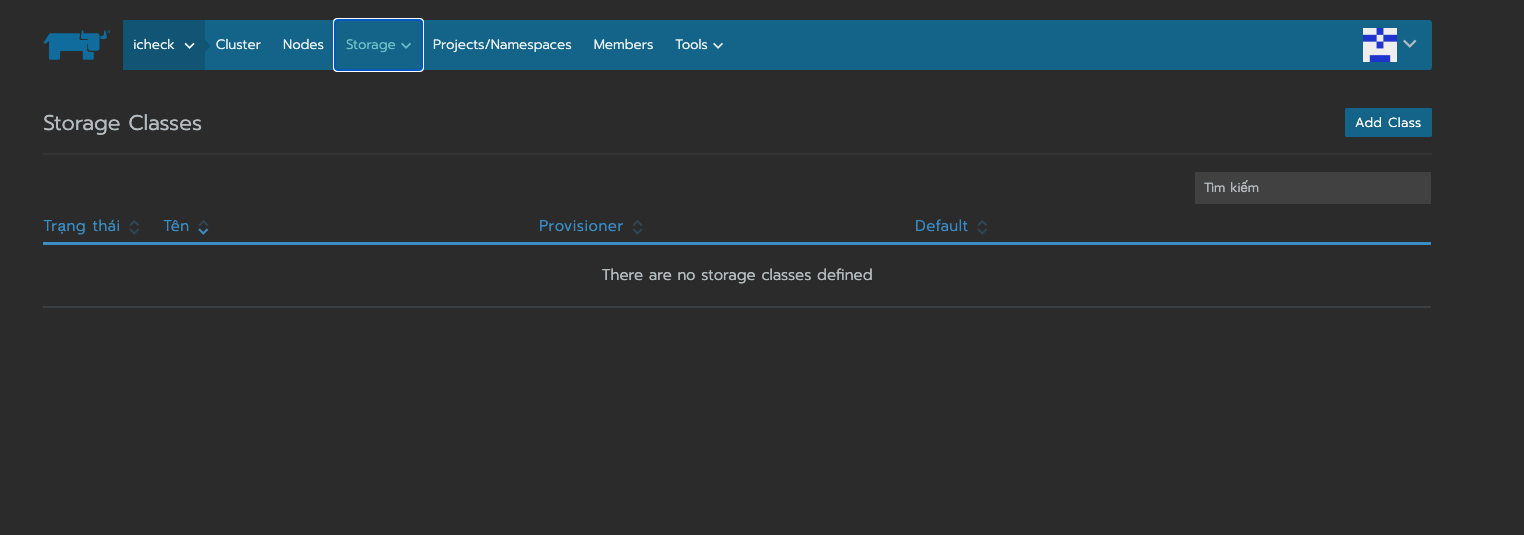 icheck Cluster Nodes Storage Projects/Namespaces Members Tools
Storage Classes Add Class
Tìm kiếm
Trạng thái Tên Provisioner Default
There are no storage classes defined